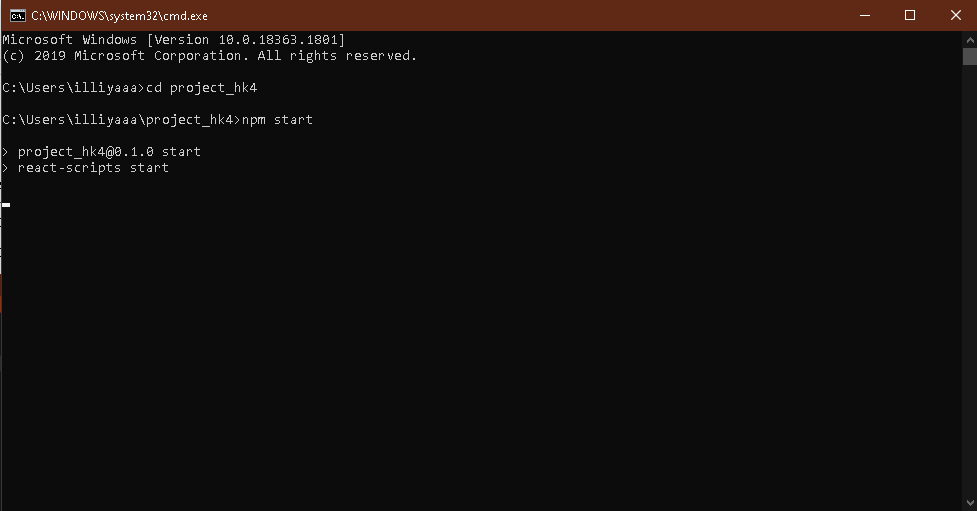 C:\WINDOWS\system32\cmd.exe
Microsoft Windows [Version 10.0.18363.1801]
(c) 2019 Microsoft Corporation. All rights reserved.
C:\Users\illiyaaa>cd project_hk4
C:\Users\illiyaaa\project_hk4>npm start
> project_hk4@0.1.0 start
> react-scripts start